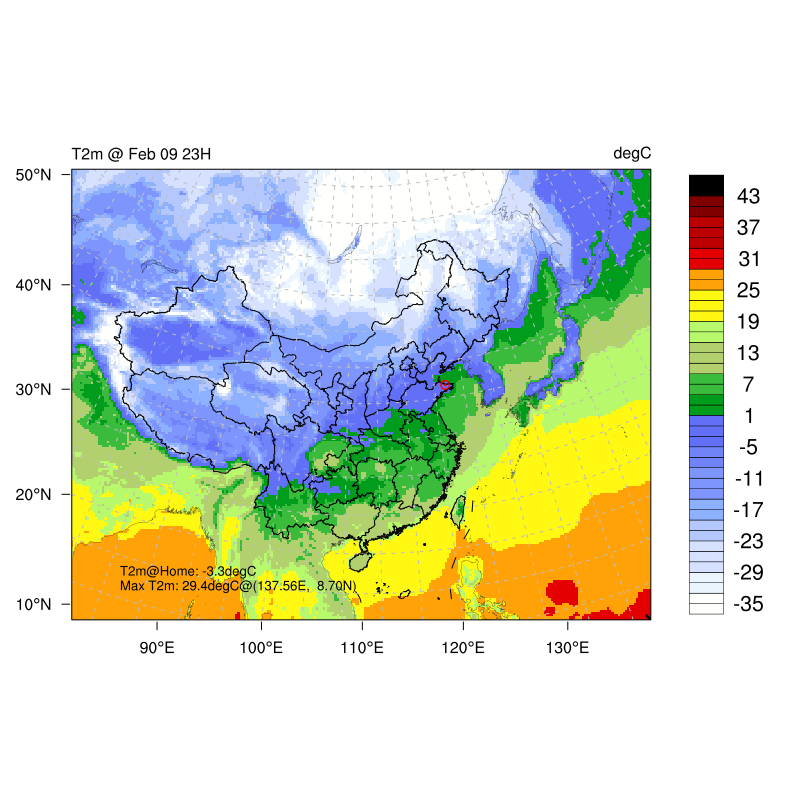 T2m @ Feb 09 23H degC
50°N
40°N
30°N
20°N
10°N
90°E 100°E 110°E 120°E 130°E
T2m@Home: -3.3degC
Max T2m: 29.4degC@(137.56E, 8.70N)
43
37
31
25
19
13
7
1
-5
-11
-17
-23
-29
-35